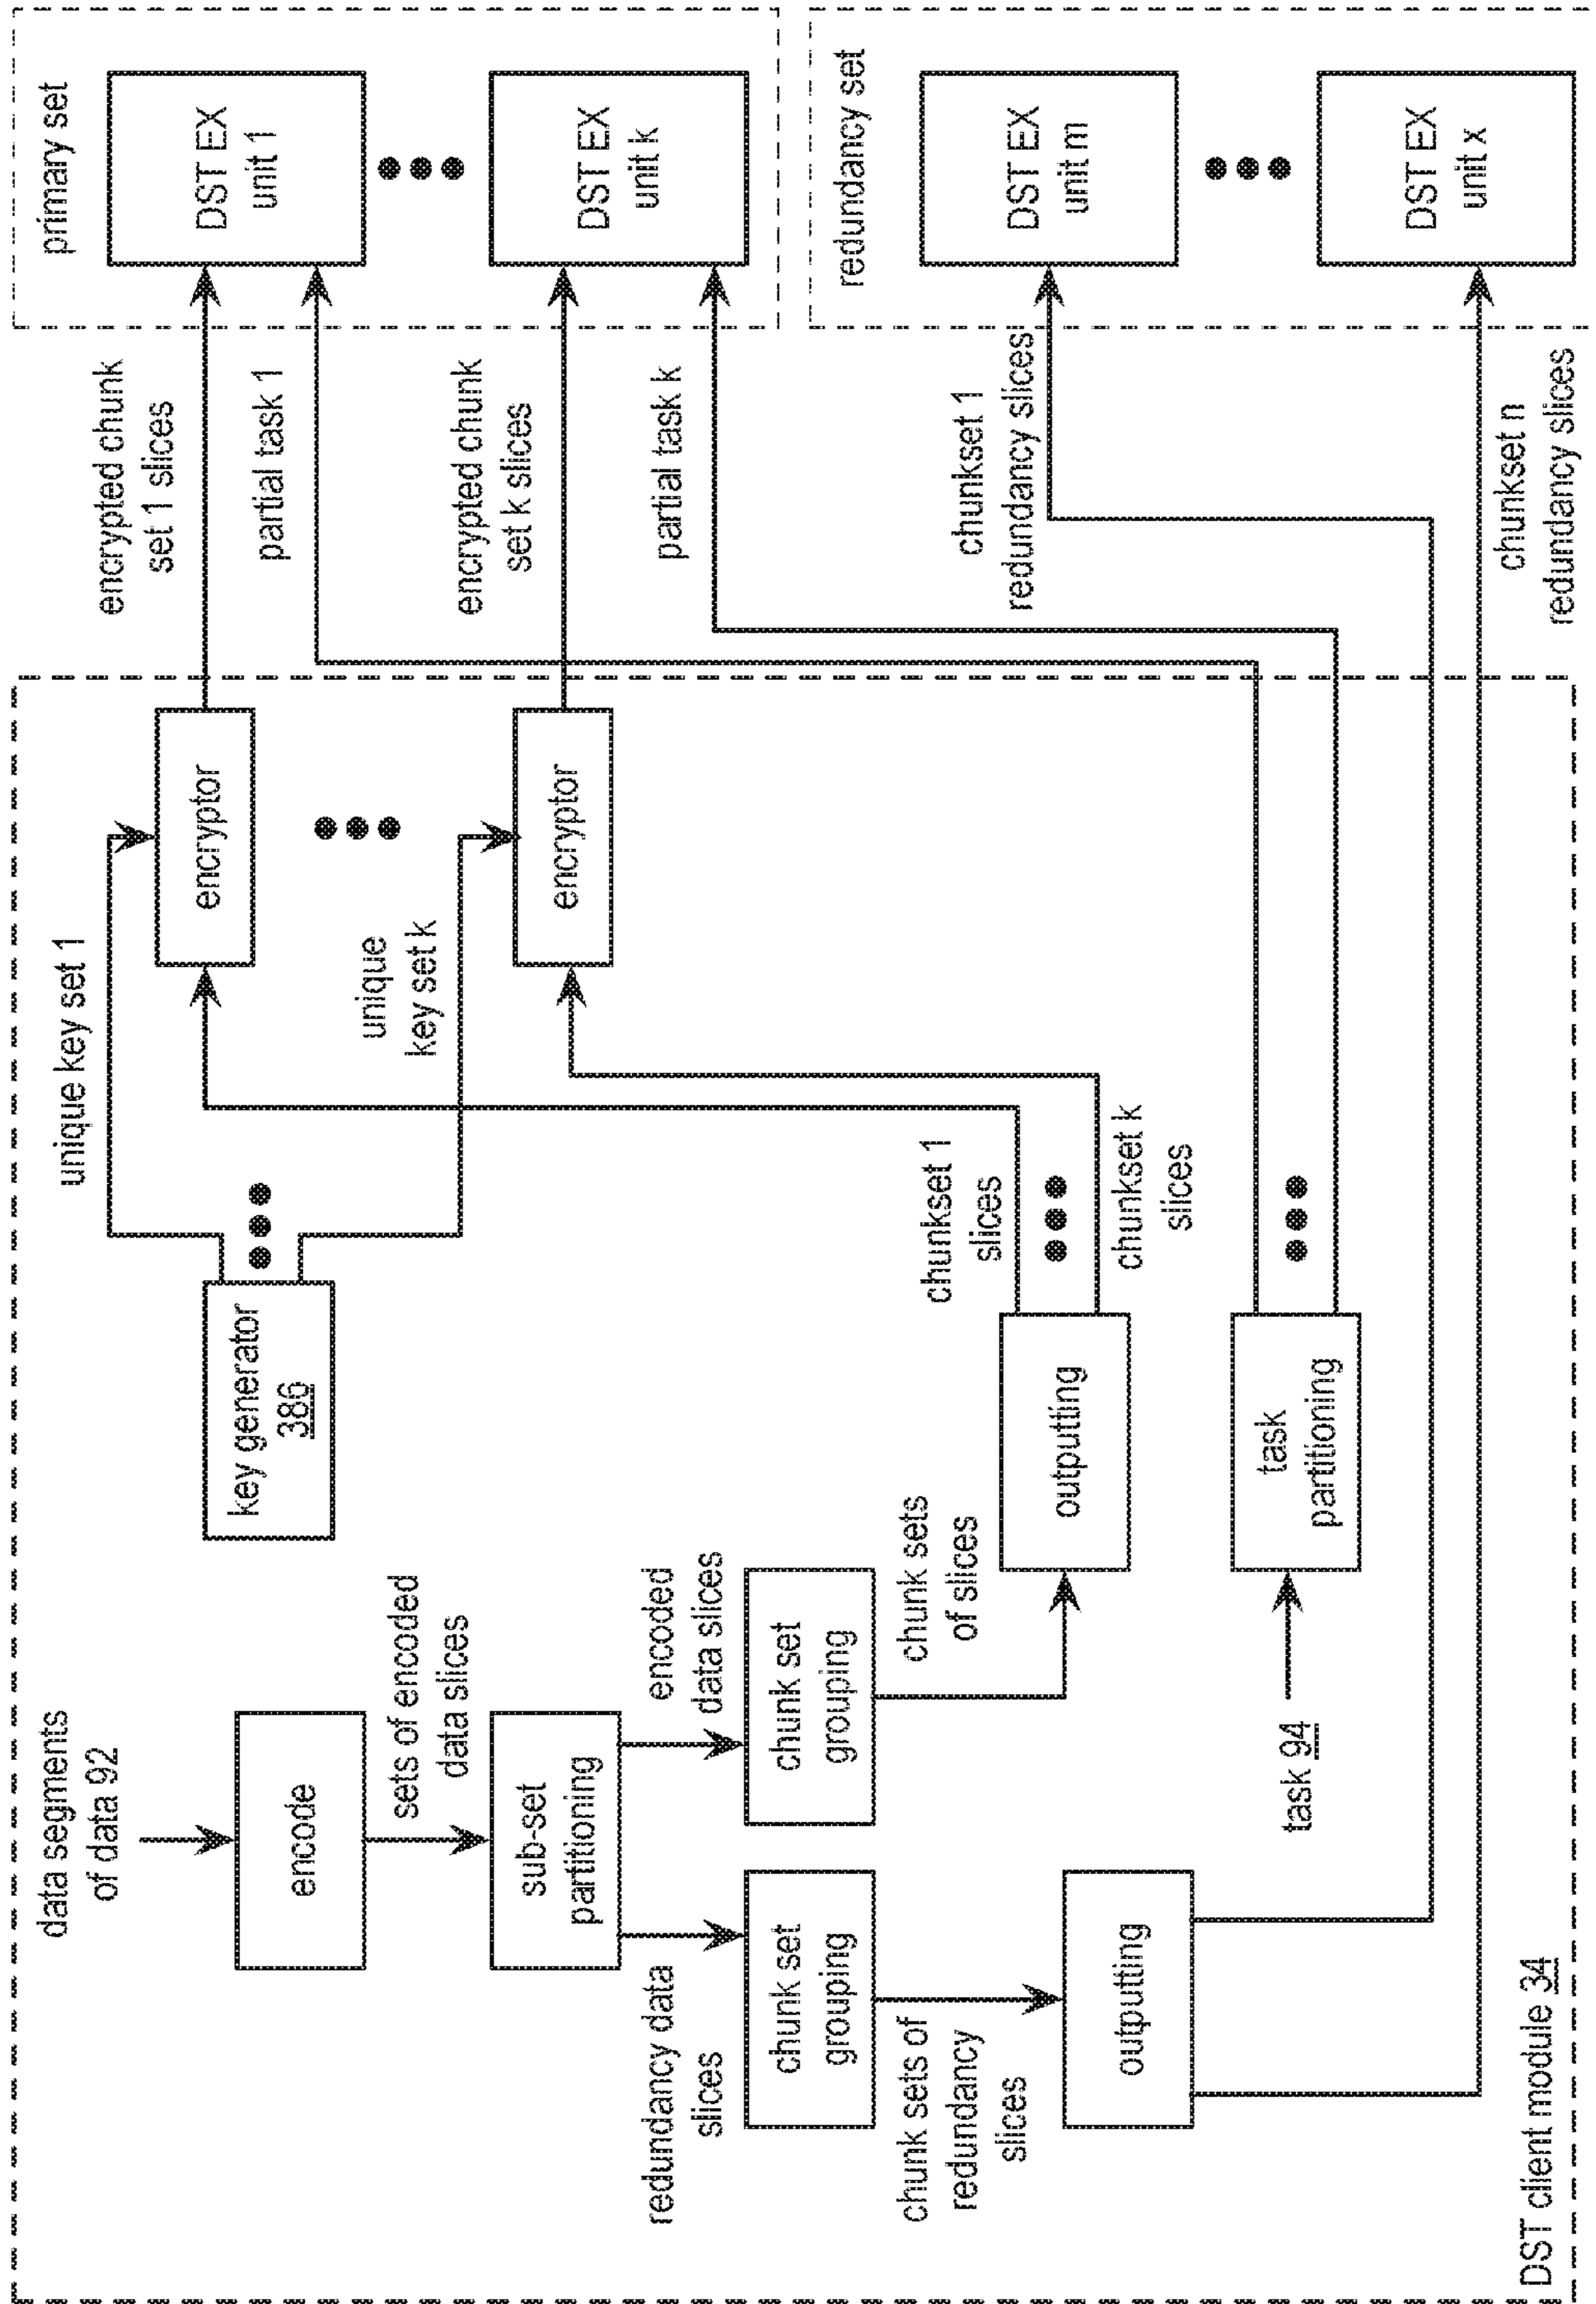 data segments
of data 92
encode
sets of encoded
data slices
sub-set
partitioning
redundancy data
slices
encoded
data slices
chunk set
grouping
chunk set
grouping
chunk sets of
redundancy
slices
chunk sets
of slices
outputting
outputting
task 94
task
partitioning
key generator
386
unique key set 1
unique
key set k
chunkset 1
slices
chunkset k
slices
encryptor
encryptor
encrypted chunk
set 1 slices
partial task 1
encrypted chunk
set k slices
partial task k
chunkset 1
redundancy slices
chunkset n
redundancy slices
primary set
DST EX
unit 1
DST EX
unit k
redundancy set
DST EX
unit m
DST EX
unit x
DST client module 34